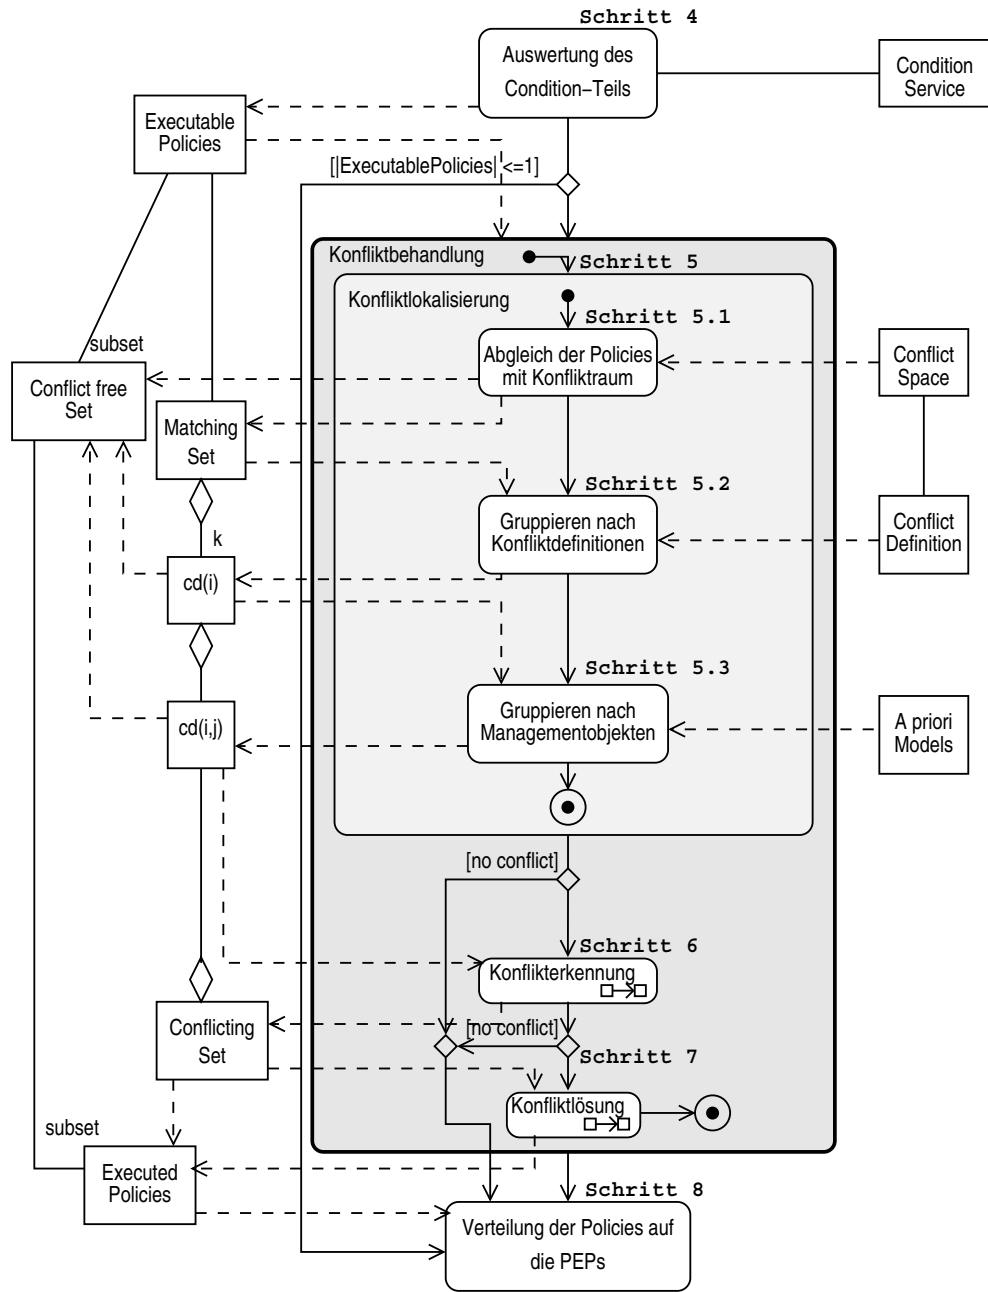 Schritt 4
Auswertung des
Condition–Teils
Condition
Service
Executable
Policies
[|ExecutablePolicies| <=1]
Konfliktbehandlung
Schritt 5
Konfliktlokalisierung
Schritt 5.1
subset
Abgleich der Policies
mit Konfliktraum
Conflict
Space
Conflict free
Set
Matching
Set
Schritt 5.2
Gruppieren nach
Konfliktdefinitionen
Conflict
Definition
k
cd(i)
Schritt 5.3
Gruppieren nach
Managementobjekten
A priori
Models
cd(i,j)
[no conflict]
Schritt 6
Konflikterkennung
Conflicting
Set
[no conflict]
Schritt 7
Konfliktlösung
subset
Executed
Policies
Schritt 8
Verteilung der Policies auf
die PEPs